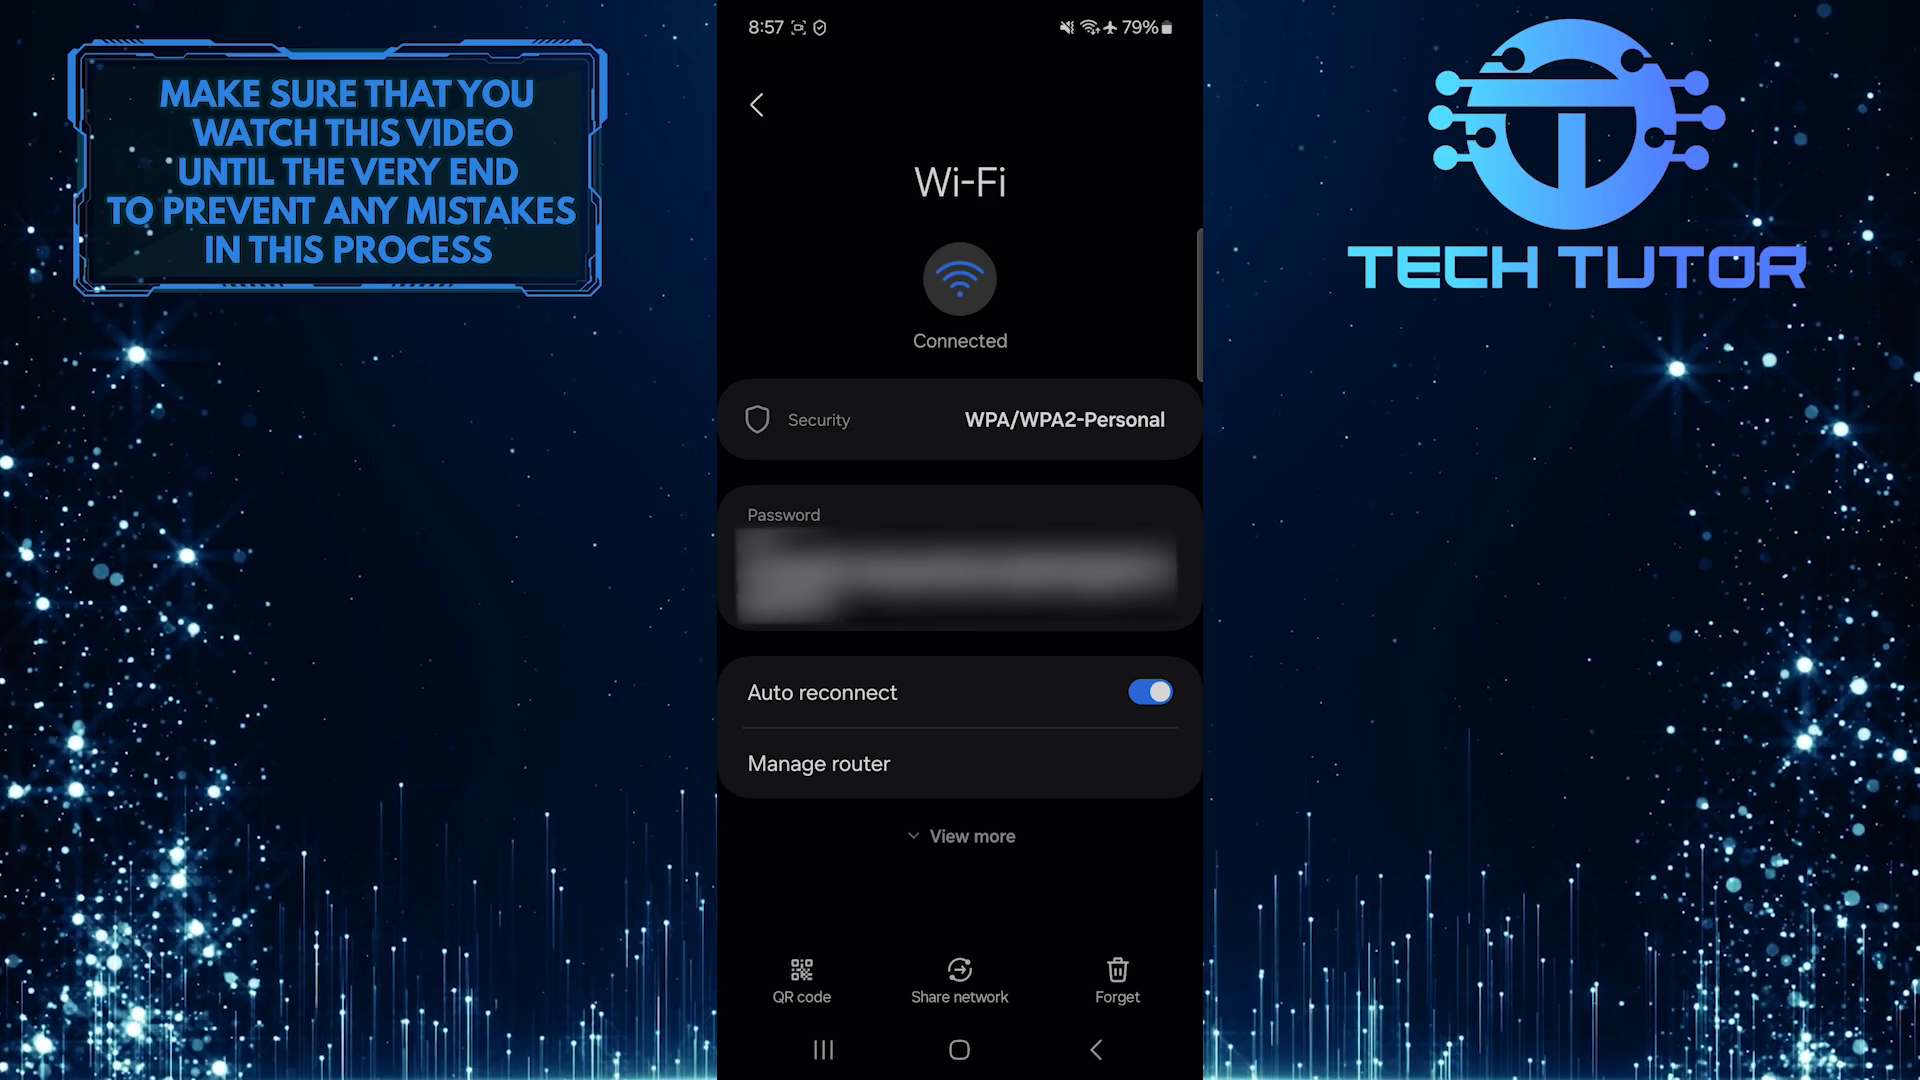 MAKE SURE THAT YOU
WATCH THIS VIDEO
UNTIL THE VERY END
TO PREVENT ANY MISTAKES
IN THIS PROCESS
8:57
79%
Wi-Fi
Connected
Security
WPA/WPA2-Personal
Password
Auto reconnect
Manage router
View more
QR code
Share network
Forget
TECH TUTOR